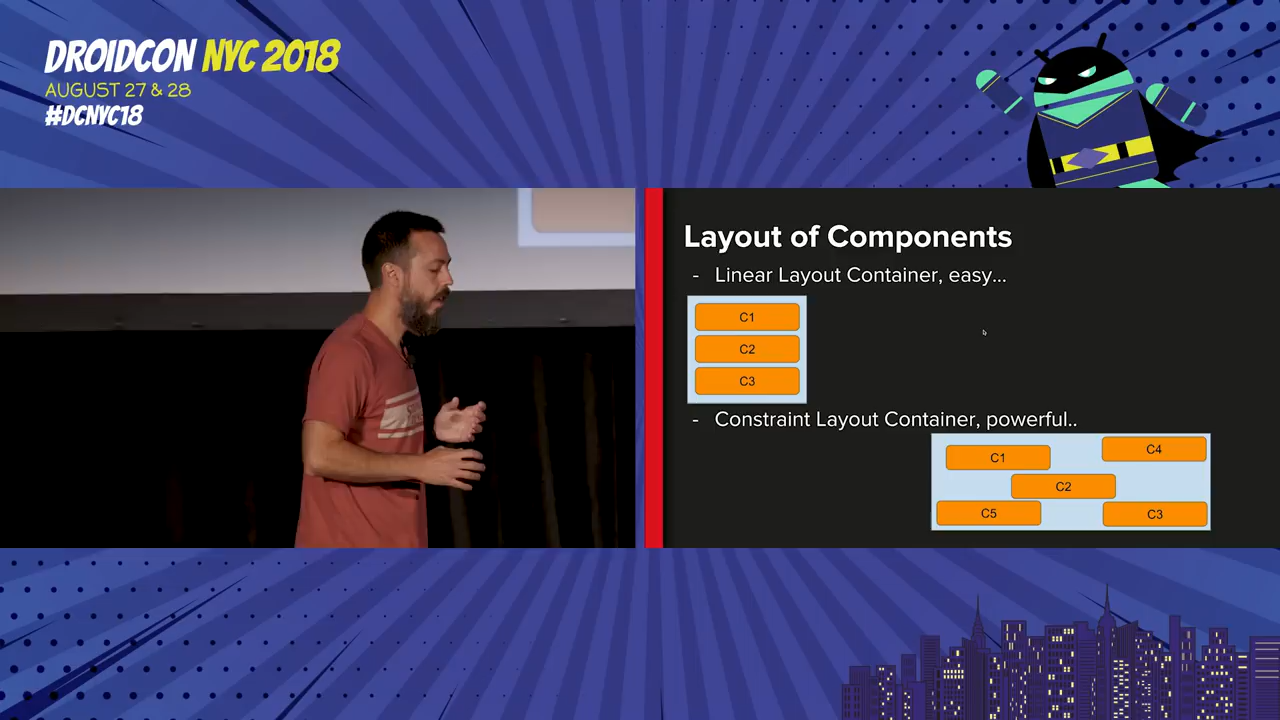 DROIDCON NYC 2018
AUGUST 27 & 28
#DCNYC18
Layout of Components
- Linear Layout Container, easy...
C1
C2
C3
- Constraint Layout Container, powerful..
C1
C4
C2
C5
C3